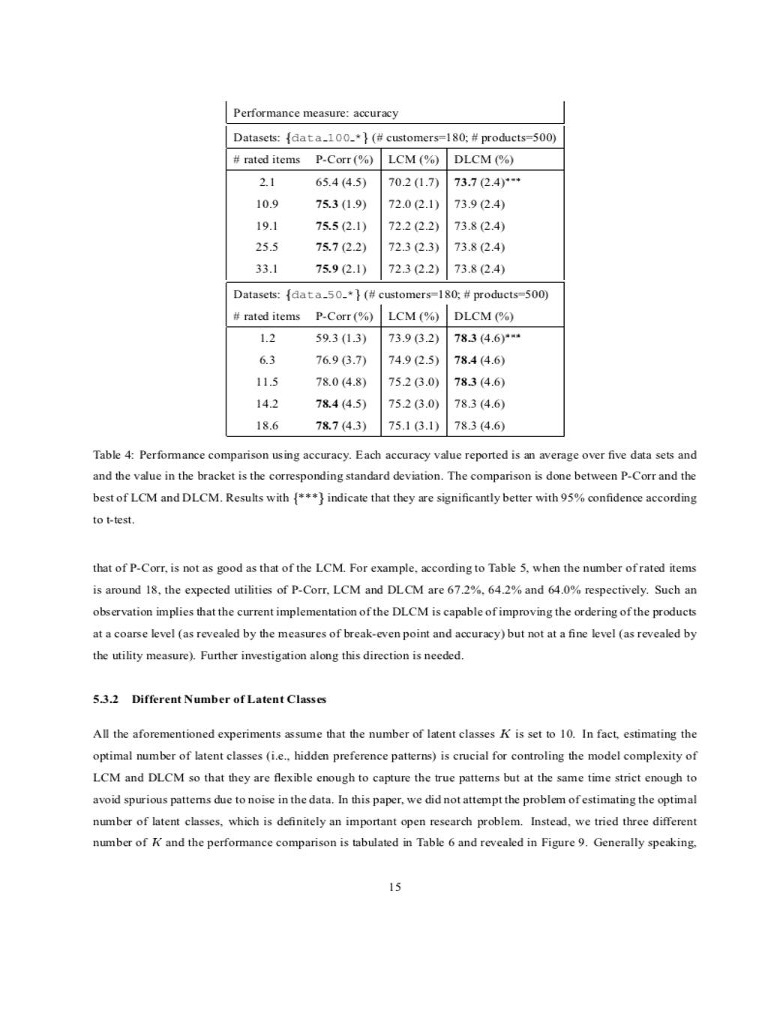 Performance measure: accuracy
Datasets: {data_100_*} (# customers=180; # products=500)
# rated items P-Corr (%) LCM (%) DLCM (%)
2.1 65.4 (4.5) 70.2 (1.7) 73.7 (2.4)***
10.9 75.3 (1.9) 72.0 (2.1) 73.9 (2.4)
19.1 75.5 (2.1) 72.2 (2.2) 73.8 (2.4)
25.5 75.7 (2.2) 72.3 (2.3) 73.8 (2.4)
33.1 75.9 (2.1) 72.3 (2.2) 73.8 (2.4)
Datasets: {data_50_*} (# customers=180; # products=500)
# rated items P-Corr (%) LCM (%) DLCM (%)
1.2 59.3 (1.3) 73.9 (3.2) 78.3 (4.6)***
6.3 76.9 (3.7) 74.9 (2.5) 78.4 (4.6)
11.5 78.0 (4.8) 75.2 (3.0) 78.3 (4.6)
14.2 78.4 (4.5) 75.2 (3.0) 78.3 (4.6)
18.6 78.7 (4.3) 75.1 (3.1) 78.3 (4.6)
Table 4: Performance comparison using accuracy. Each accuracy value reported is an average over five data sets and
and the value in the bracket is the corresponding standard deviation. The comparison is done between P-Corr and the
best of LCM and DLCM. Results with {***} indicate that they are significantly better with 95% confidence according
to t-test.
that of P-Corr, is not as good as that of the LCM. For example, according to Table 5, when the number of rated items
is around 18, the expected utilities of P-Corr, LCM and DLCM are 67.2%, 64.2% and 64.0% respectively. Such an
observation implies that the current implementation of the DLCM is capable of improving the ordering of the products
at a coarse level (as revealed by the measures of break-even point and accuracy) but not at a fine level (as revealed by
the utility measure). Further investigation along this direction is needed.
5.3.2 Different Number of Latent Classes
All the aforementioned experiments assume that the number of latent classes K is set to 10. In fact, estimating the
optimal number of latent classes (i.e., hidden preference patterns) is crucial for controling the model complexity of
LCM and DLCM so that they are flexible enough to capture the true patterns but at the same time strict enough to
avoid spurious patterns due to noise in the data. In this paper, we did not attempt the problem of estimating the optimal
number of latent classes, which is definitely an important open research problem. Instead, we tried three different
number of K and the performance comparison is tabulated in Table 6 and revealed in Figure 9. Generally speaking,
15